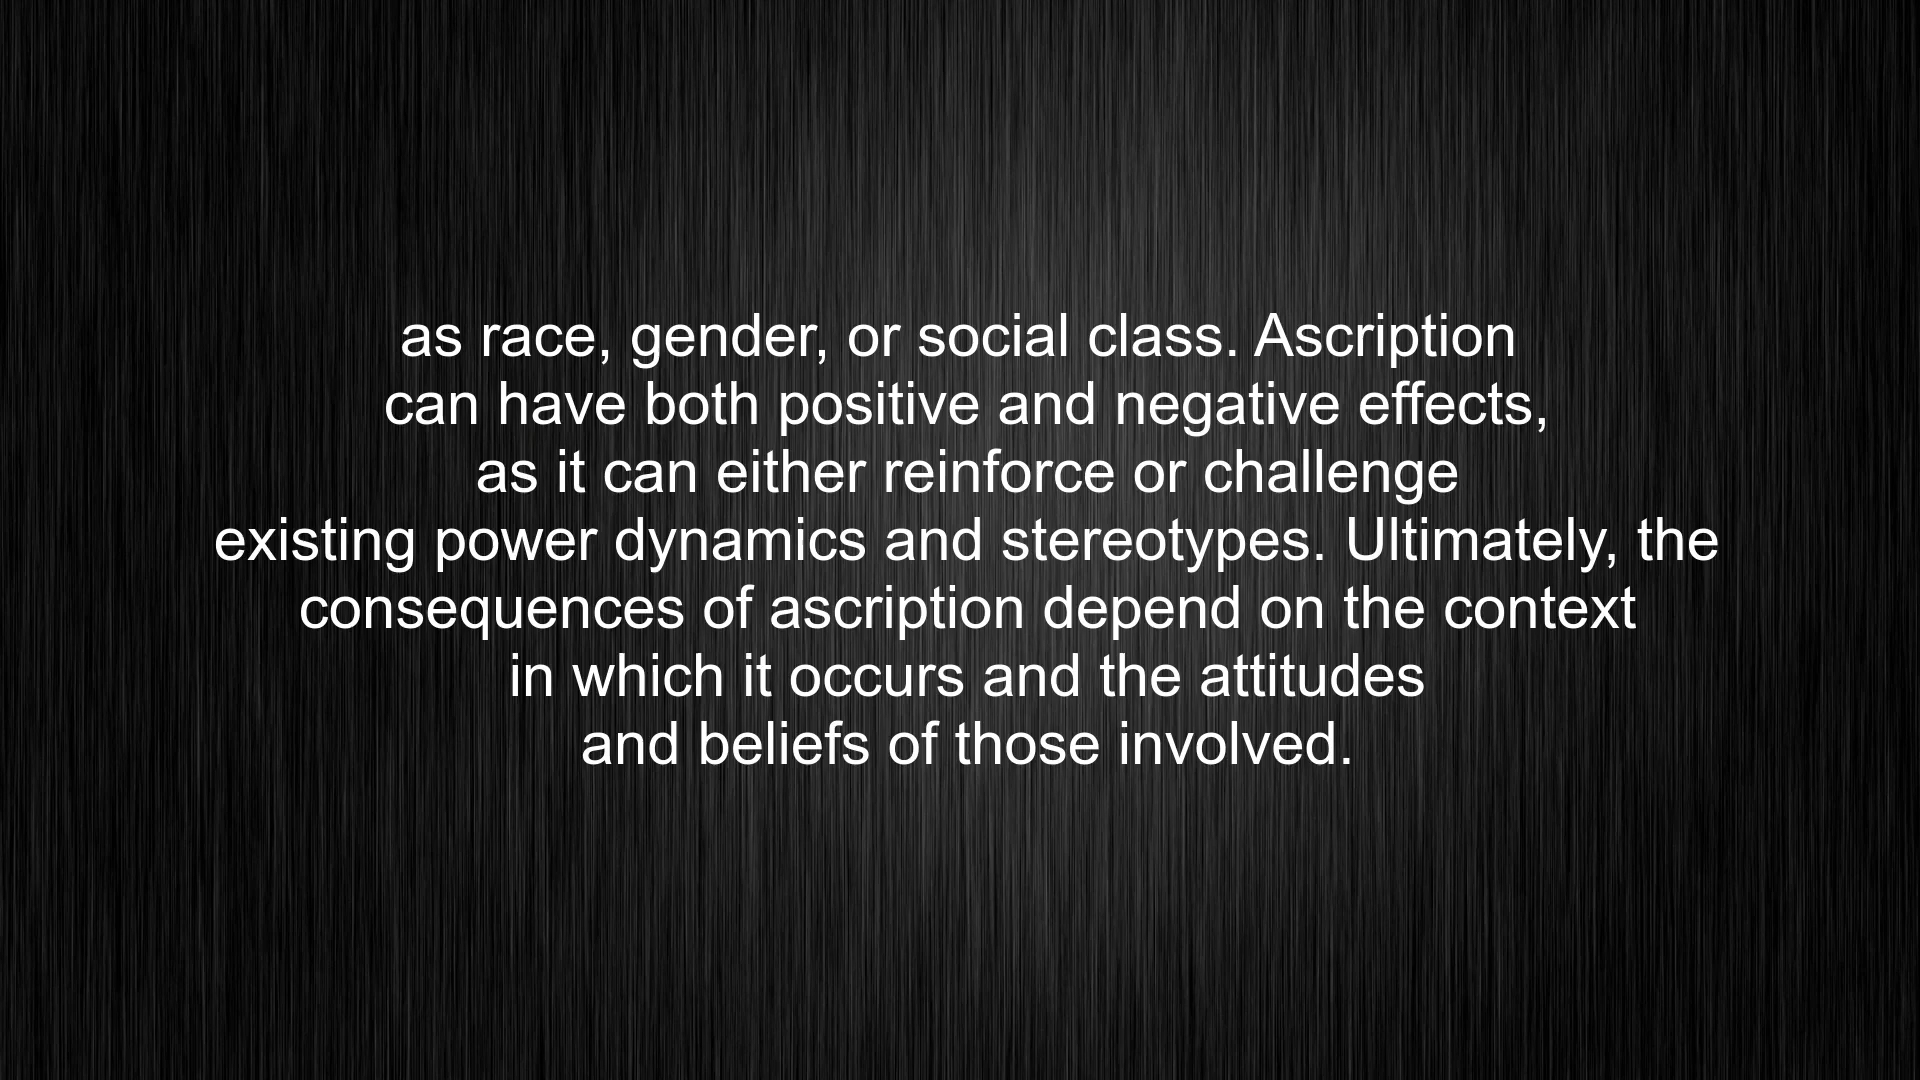 as race, gender, or social class. Ascription
can have both positive and negative effects,
as it can either reinforce or challenge
existing power dynamics and stereotypes. Ultimately, the
consequences of ascription depend on the context
in which it occurs and the attitudes
and beliefs of those involved.